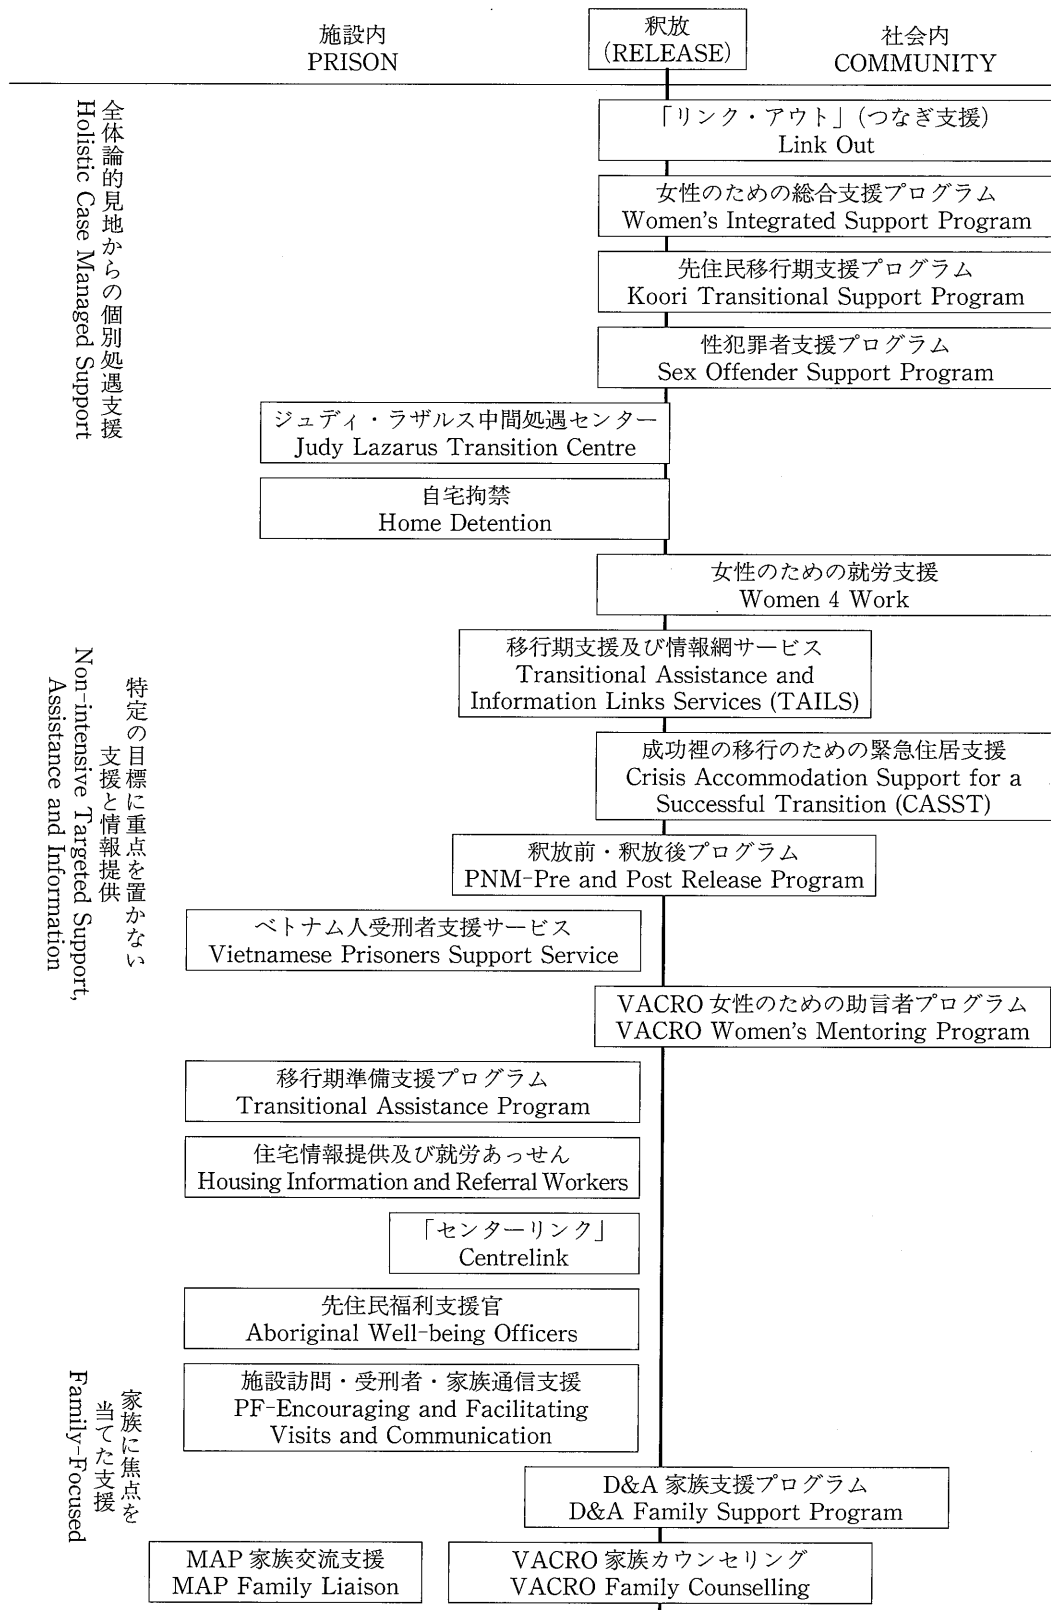 施設内
PRISON
釈放
(RELEASE)
社会内
COMMUNITY
全体論的見地からの個別処遇支援
Holistic Case Managed Support
「リンク・アウト」(つなぎ支援)
Link Out
女性のための総合支援プログラム
Women's Integrated Support Program
先住民移行期支援プログラム
Koori Transitional Support Program
性犯罪者支援プログラム
Sex Offender Support Program
ジュディ・ラザルス中間処遇センター
Judy Lazarus Transition Centre
自宅拘禁
Home Detention
女性のための就労支援
Women 4 Work
特定の目標に重点を置かない
支援と情報提供
Non-intensive Targeted Support,
Assistance and Information
移行期支援及び情報網サービス
Transitional Assistance and
Information Links Services (TAILS)
成功裡の移行のための緊急住居支援
Crisis Accommodation Support for a
Successful Transition (CASST)
釈放前・釈放後プログラム
PNM-Pre and Post Release Program
ベトナム人受刑者支援サービス
Vietnamese Prisoners Support Service
VACRO 女性のための助言者プログラム
VACRO Women's Mentoring Program
移行期準備支援プログラム
Transitional Assistance Program
住宅情報提供及び就労あっせん
Housing Information and Referral Workers
「センターリンク」
Centrelink
先住民福利支援官
Aboriginal Well-being Officers
家族に焦点を
当てた支援
Family-Focused
施設訪問・受刑者・家族通信支援
PF-Encouraging and Facilitating
Visits and Communication
D&A 家族支援プログラム
D&A Family Support Program
MAP 家族交流支援
MAP Family Liaison
VACRO 家族カウンセリング
VACRO Family Counselling